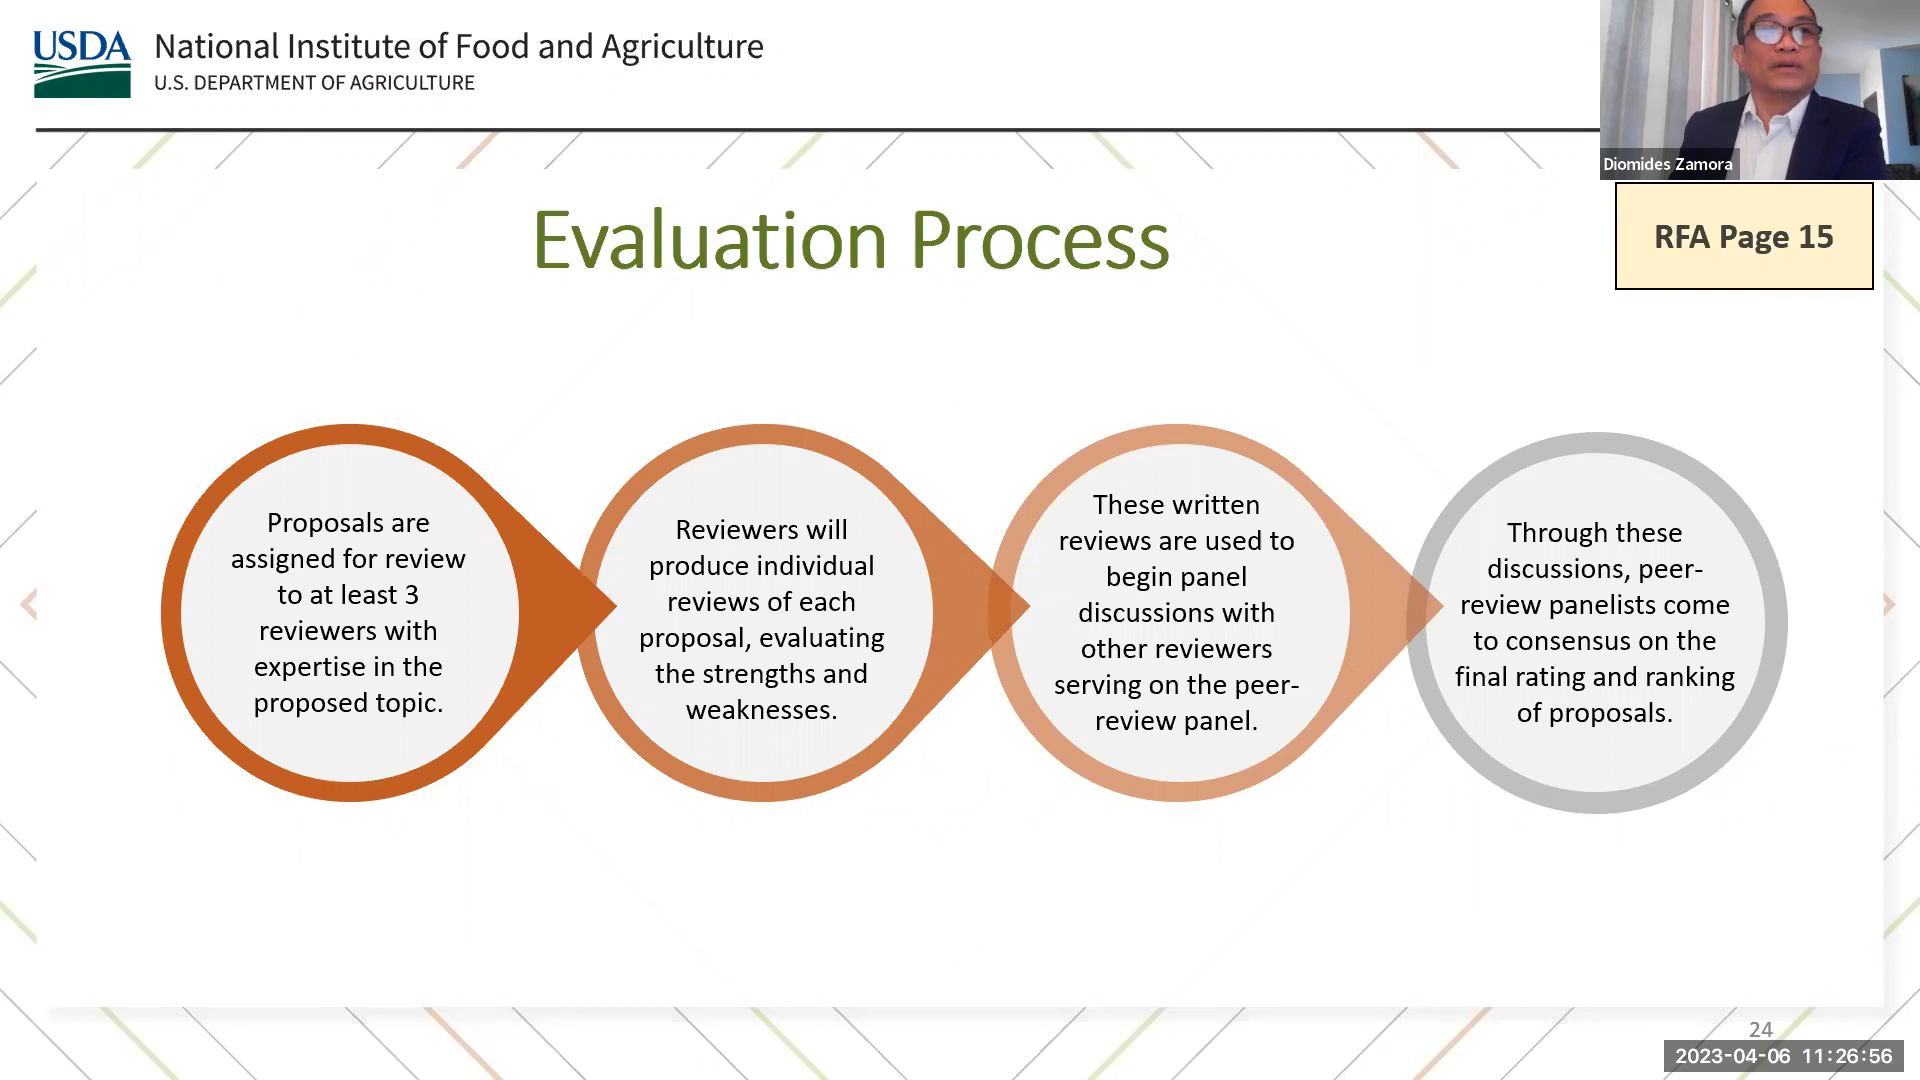 USDA
National Institute of Food and Agriculture
U.S. DEPARTMENT OF AGRICULTURE
Diomides Zamora
Evaluation Process
RFA Page 15
Proposals are
assigned for review
to at least 3
reviewers with
expertise in the
proposed topic.
Reviewers will
produce individual
reviews of each
proposal, evaluating
the strengths and
weaknesses.
These written
reviews are used to
begin panel
discussions with
other reviewers
serving on the peer-
review panel.
Through these
discussions, peer-
review panelists come
to consensus on the
final rating and ranking
of proposals.
24
2023-04-06 11:26:56